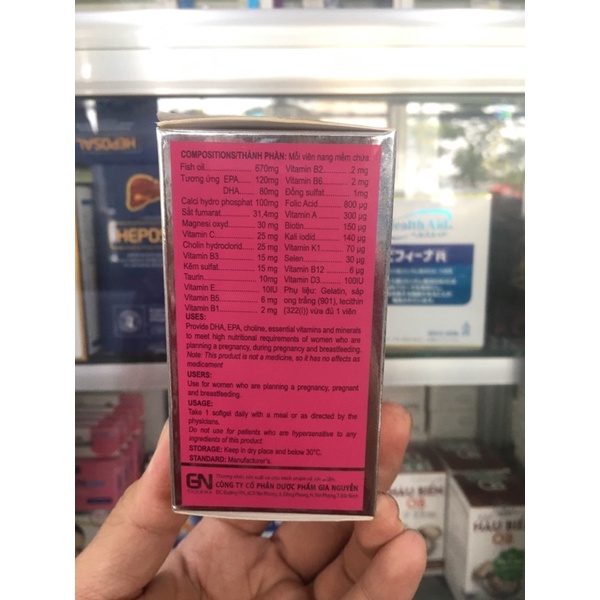 COMPOSITIONS/THÀNH PHẦN: Mỗi viên nang mềm chứa:
Fish oil.....670mg
Tương ứng EPA.....120mg
DHA.....80mg
Calci hydro phosphat 100mg
Sắt fumarat.....31,4mg
Magnesi oxyd.....30 mg
Vitamin C.....25 mg
Cholin hydroclorid.....25 mg
Vitamin B3.....15 mg
Kẽm sulfat.....15 mg
Taurin.....10mg
Vitamin E.....10IU
Vitamin B5.....6 mg
Vitamin B1.....2 mg
Vitamin B2.....2 mg
Vitamin B6.....2 mg
Đồng sulfat.....1mg
Folic Acid.....600 µg
Vitamin A.....300 µg
Biotin.....150 µg
Kali iodid.....140 µg
Vitamin K1.....70 µg
Selen.....30 µg
Vitamin B12.....6 µg
Vitamin D3.....100IU
Phụ liệu: Gelatin, sáp
ong trắng (901), lecithin
(322(i)) vừa đủ 1 viên
USES:
Provide DHA, EPA, choline, essential vitamins and minerals
to meet high nutritional requirements of women who are
planning a pregnancy, during pregnancy and breastfeeding.
Note: This product is not a medicine, so it has no effects as
medicament
USERS:
Use for women who are planning a pregnancy, pregnant
and breastfeeding.
USAGE:
Take 1 softgel daily with a meal or as directed by the
physicians.
Do not use for patients who are hypersensitive to any
ingredients of this product
STORAGE: Keep in dry place and below 30°C.
STANDARD: Manufacturer's.
GN
CÔNG TY CỔ PHẦN DƯỢC PHẨM GIA NGUYỄN
HEPOSAL
HEPO
Health Aid
HÀU BIỂN
OB
HÀU BIỂN
OB